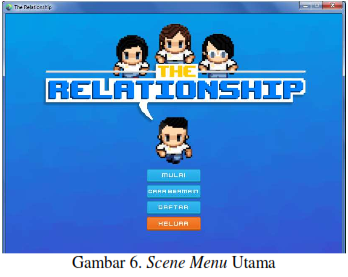 The Relationship
THE
RELATIONSHIP
MULAI
CARA BERMAIN
DAFTAR
KELUAR
Gambar 6. Scene Menu Utama